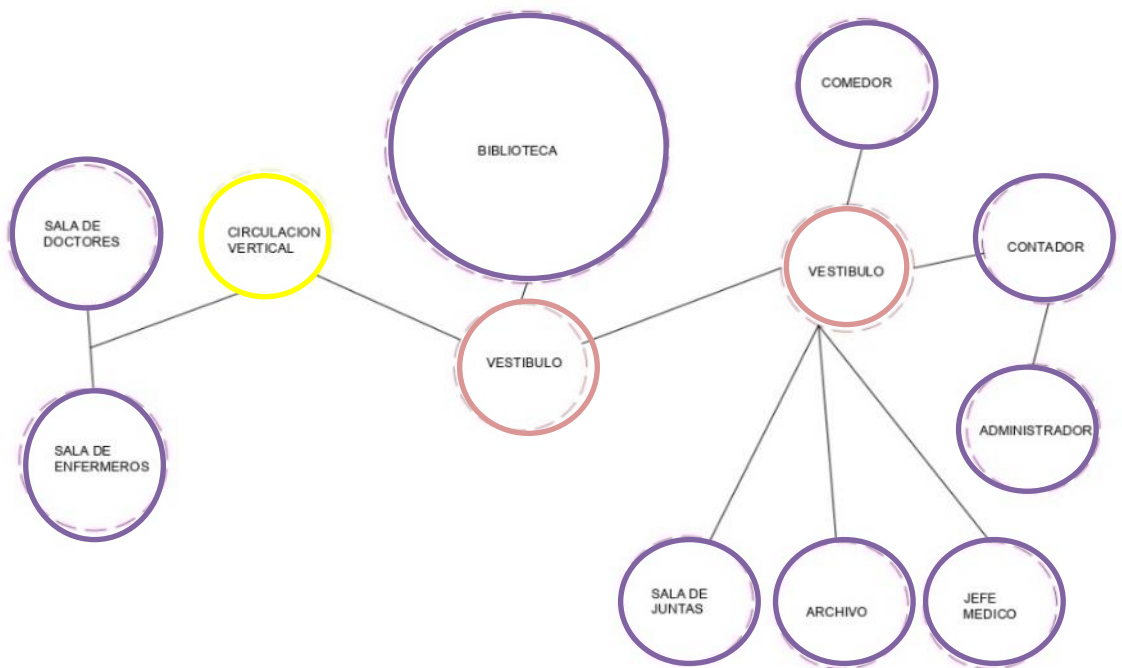 COMEDOR
BIBLIOTECA
SALA DE
DOCTORES
CIRCULACION
VERTICAL
CONTADOR
VESTIBULO
VESTIBULO
ADMINISTRADOR
SALA DE
ENFERMEROS
SALA DE
JUNTAS
ARCHIVO
JEFE
MEDICO